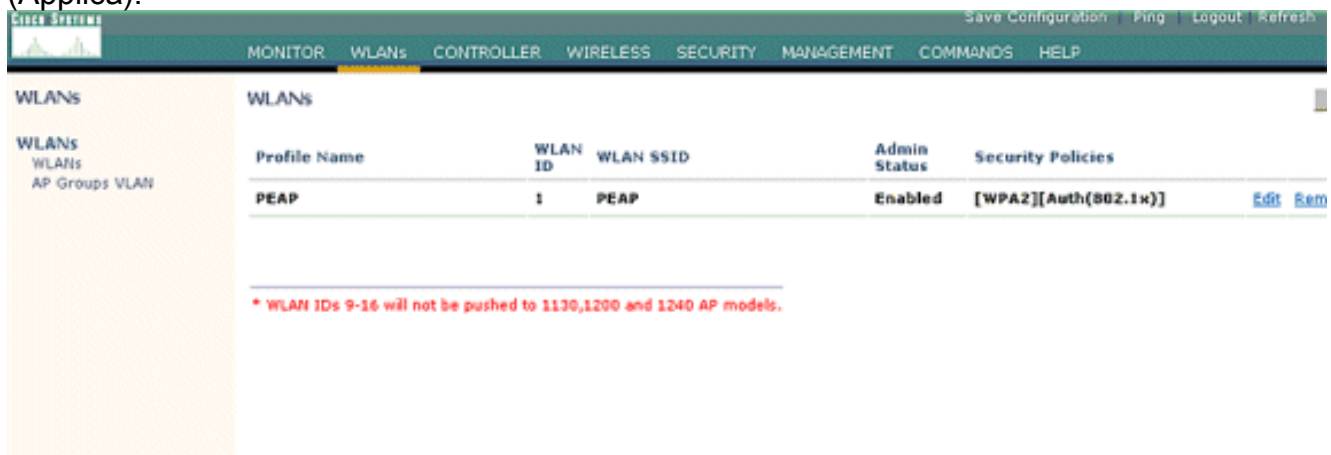 (Applica).
CISCO SYSTEMS
Save Configuration | Ping | Logout | Refresh
MONITOR WLANs CONTROLLER WIRELESS SECURITY MANAGEMENT COMMANDS HELP
WLANs
WLANs
WLANs
AP Groups VLAN
WLANs
Profile Name WLAN ID WLAN SSID Admin Status Security Policies
PEAP 1 PEAP Enabled [WPA2][Auth(802.1x)] Edit Rem
* WLAN IDs 9-16 will not be pushed to 1130,1200 and 1240 AP models.